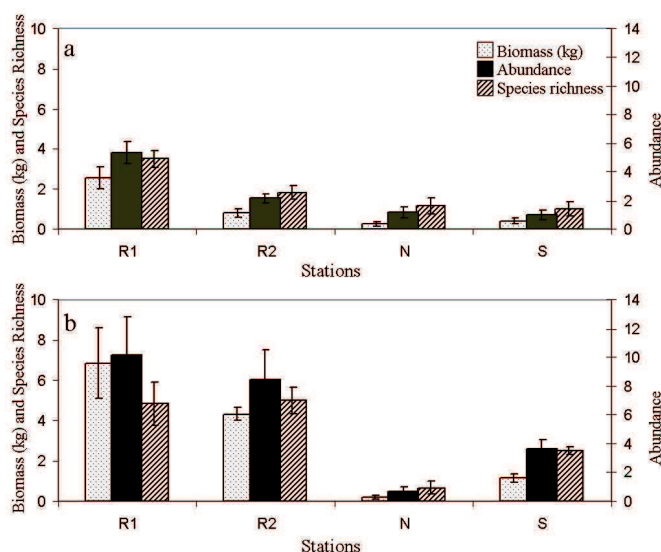 a
Biomass (kg)
Abundance
Species richness
Biomass (kg) and Species Richness
10
8
6
4
2
0
14
12
10
8
6
4
2
0
Abundance
R1 R2 N S
Stations
b
Biomass (kg) and Species Richness
10
8
6
4
2
0
14
12
10
8
6
4
2
0
Abundance
R1 R2 N S
Stations